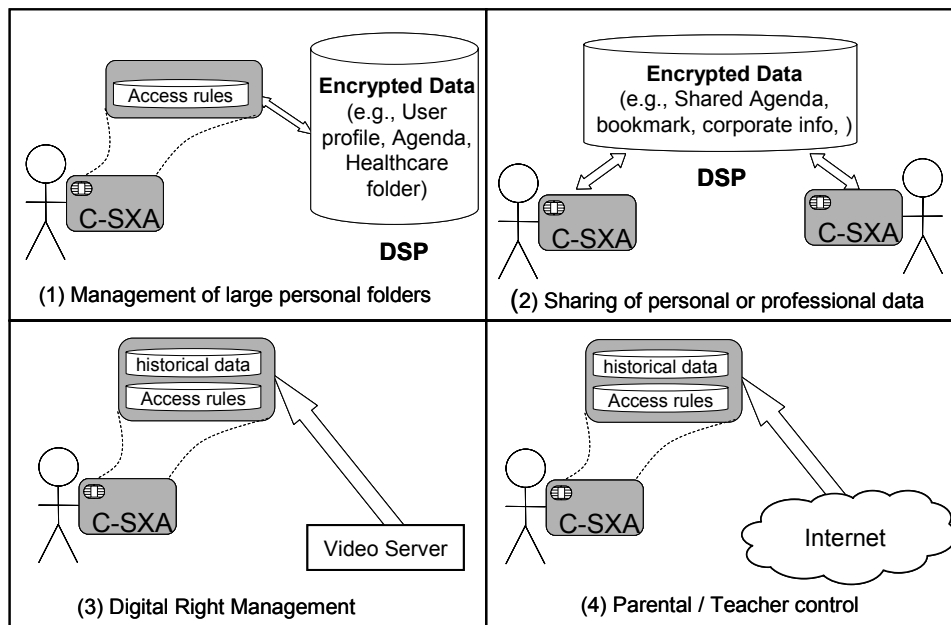 Access rules
Encrypted Data
(e.g., User
profile, Agenda,
Healthcare
folder)
C-SXA
DSP
(1) Management of large personal folders
Encrypted Data
(e.g., Shared Agenda,
bookmark, corporate info, )
DSP
C-SXA
C-SXA
(2) Sharing of personal or professional data
historical data
Access rules
C-SXA
Video Server
(3) Digital Right Management
historical data
Access rules
C-SXA
Internet
(4) Parental / Teacher control